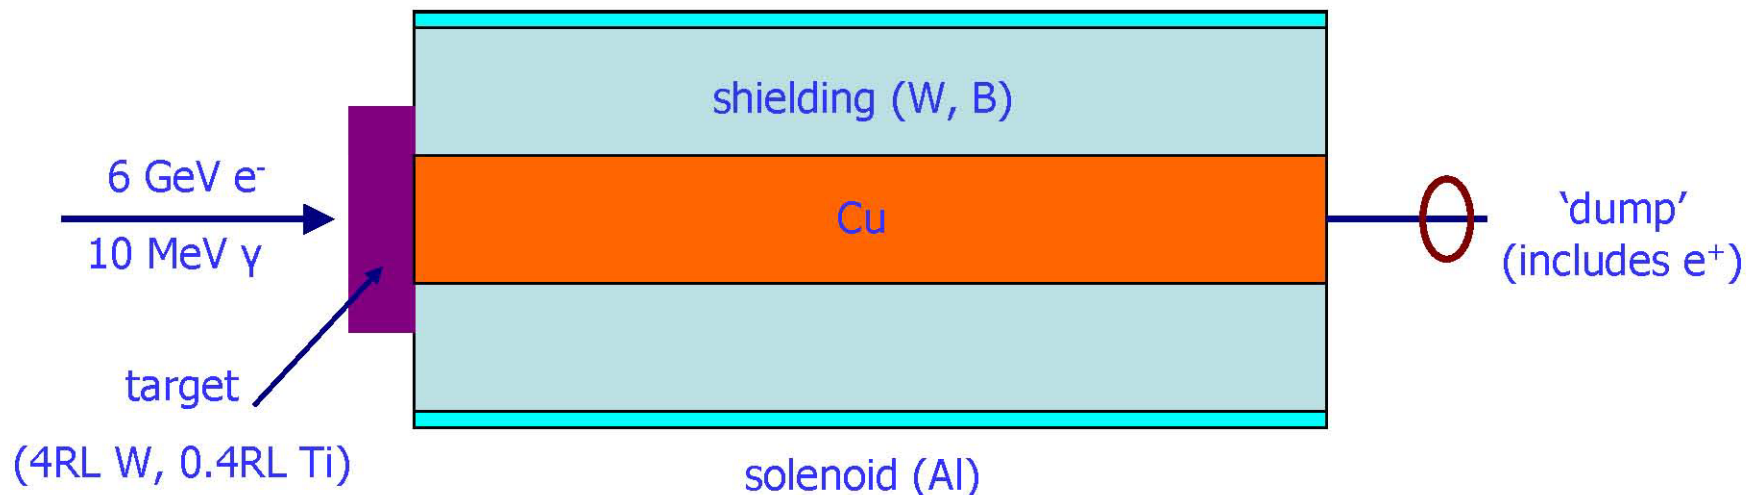 shielding (W, B)
6 GeV e⁻
10 MeV γ
Cu
'dump'
(includes e⁺)
target
(4RL W, 0.4RL Ti)
solenoid (Al)